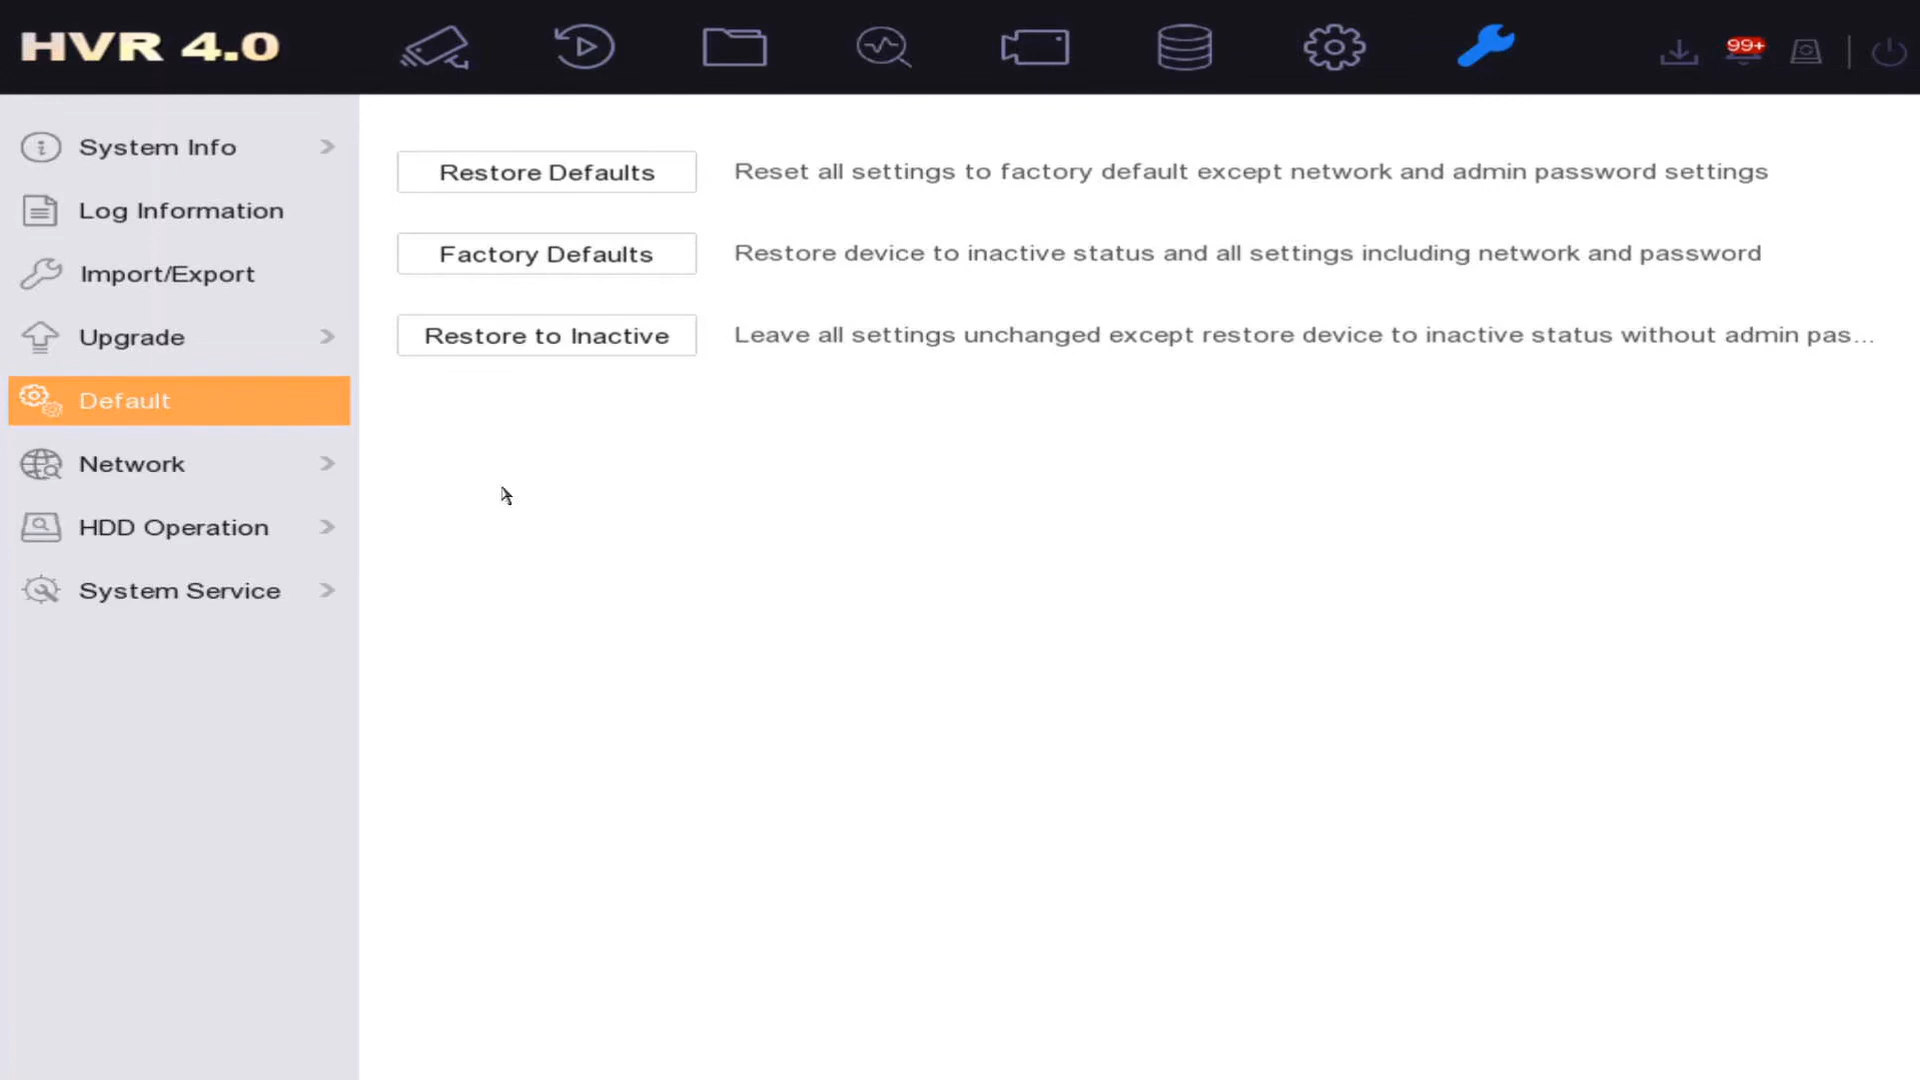 HVR 4.0
99+
System Info
Log Information
Import/Export
Upgrade
Default
Network
HDD Operation
System Service
Restore Defaults
Reset all settings to factory default except network and admin password settings
Factory Defaults
Restore device to inactive status and all settings including network and password
Restore to Inactive
Leave all settings unchanged except restore device to inactive status without admin pas...